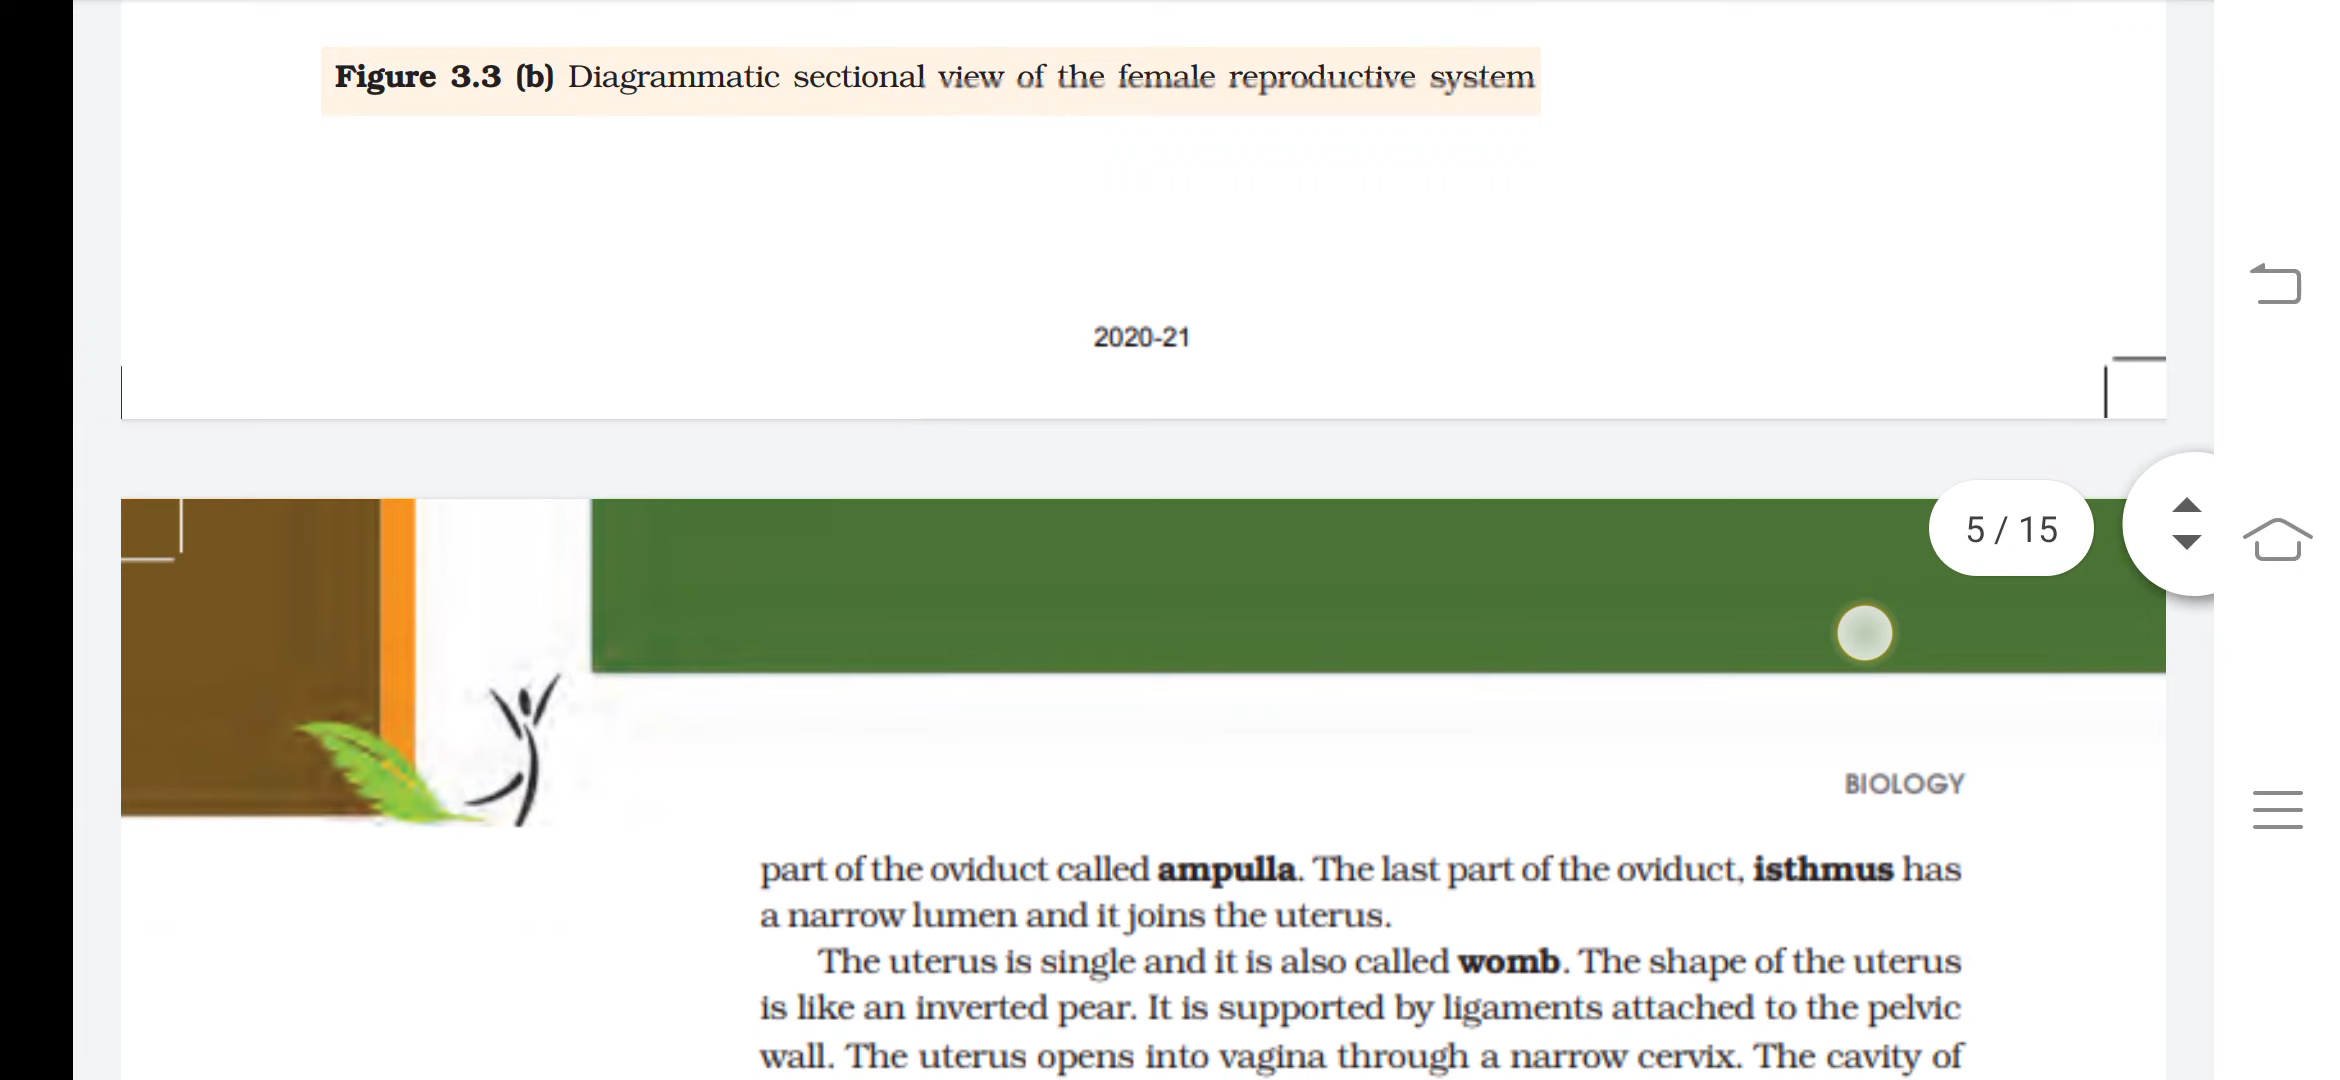 Figure 3.3 (b) Diagrammatic sectional view of the female reproductive system
2020-21
5 / 15
BIOLOGY
part of the oviduct called ampulla. The last part of the oviduct, isthmus has
a narrow lumen and it joins the uterus.
The uterus is single and it is also called womb. The shape of the uterus
is like an inverted pear. It is supported by ligaments attached to the pelvic
wall. The uterus opens into vagina through a narrow cervix. The cavity of